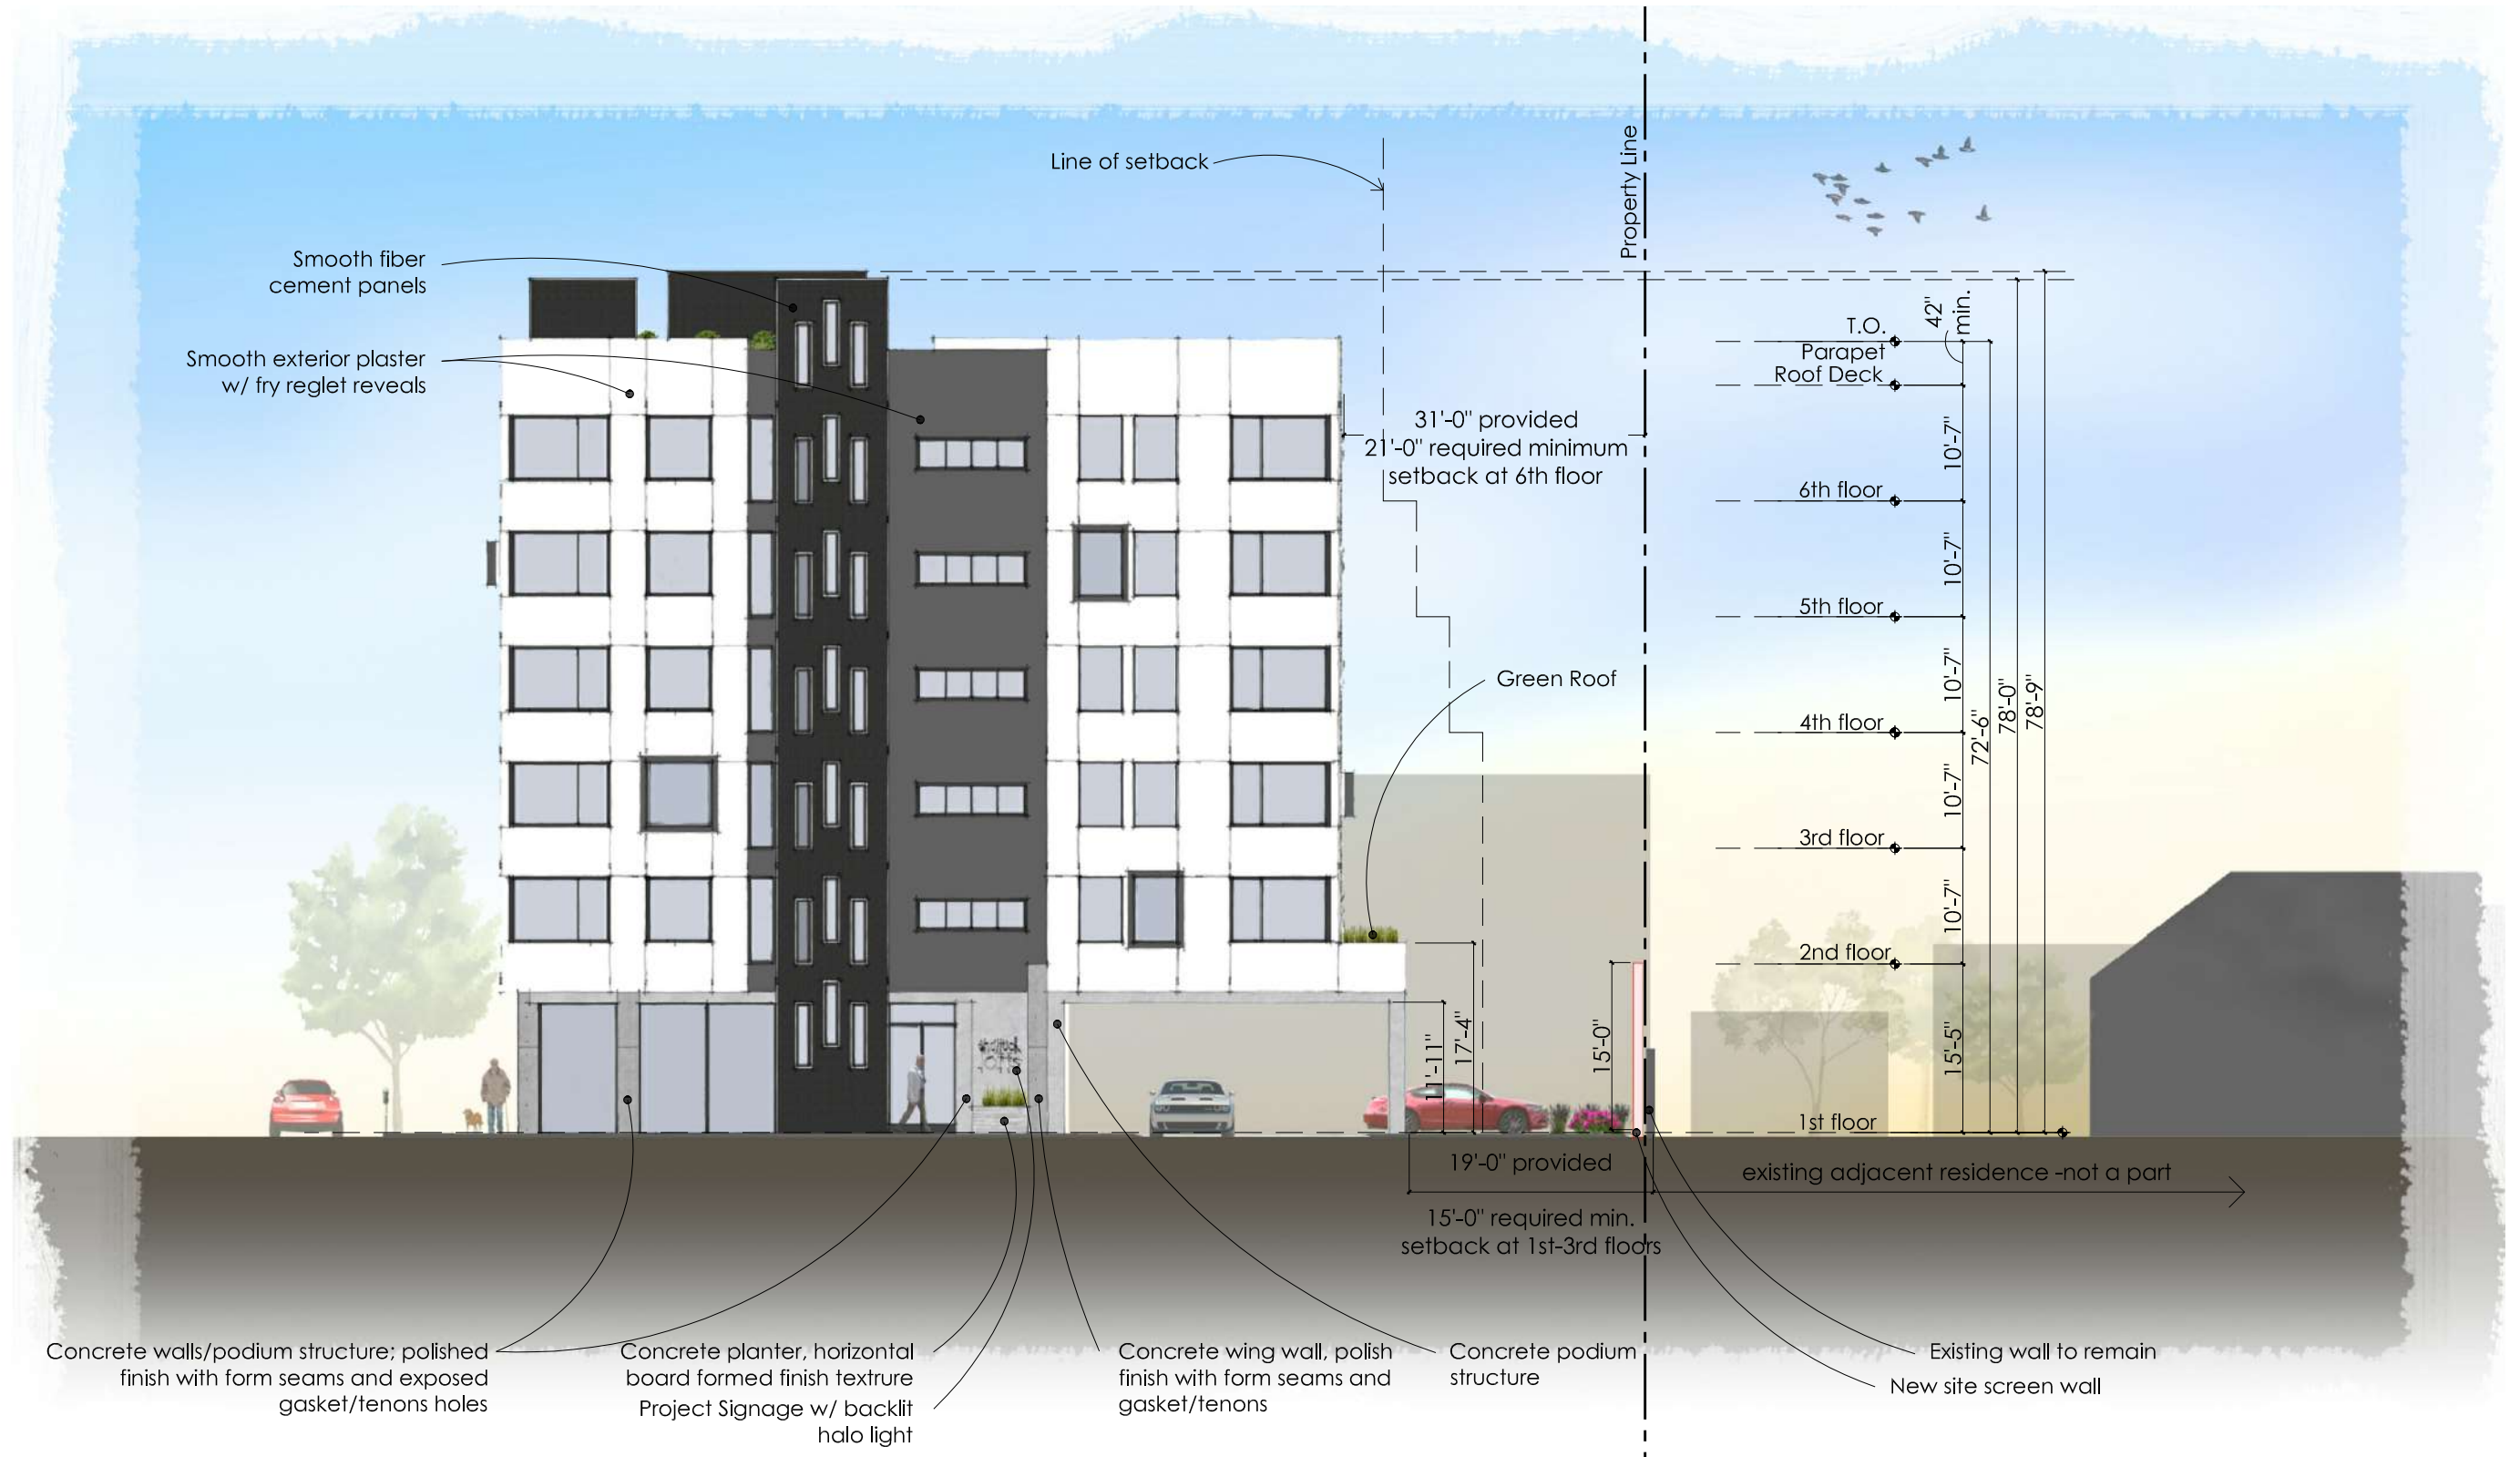 Property Line
Line of setback
Smooth fiber
cement panels
Smooth exterior plaster
w/ fry reglet reveals
31'-0" provided
21'-0" required minimum
setback at 6th floor
Green Roof
T.O.
Parapet
Roof Deck
42"
min.
6th floor
5th floor
4th floor
3rd floor
2nd floor
1st floor
10'-7"
10'-7"
10'-7"
10'-7"
10'-7"
15'-5"
72'-6"
78'-0"
78'-9"
11'-11"
17'-4"
15'-0"
19'-0" provided
15'-0" required min.
setback at 1st-3rd floors
existing adjacent residence -not a part
Concrete walls/podium structure; polished
finish with form seams and exposed
gasket/tenons holes
Concrete planter, horizontal
board formed finish textrure
Project Signage w/ backlit
halo light
Concrete wing wall, polish
finish with form seams and
gasket/tenons
Concrete podium
structure
Existing wall to remain
New site screen wall